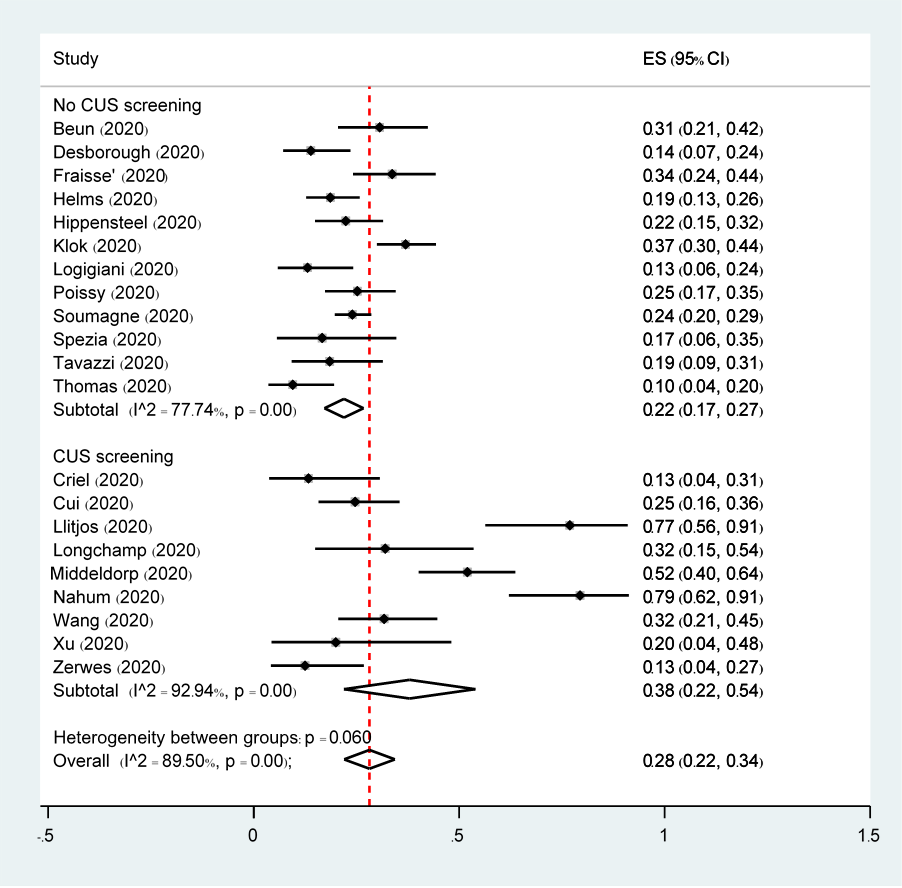 Study ES (95% CI)
No CUS screening
Beun (2020) 0.31 (0.21, 0.42)
Desborough (2020) 0.14 (0.07, 0.24)
Fraisse' (2020) 0.34 (0.24, 0.44)
Helms (2020) 0.19 (0.13, 0.26)
Hippensteel (2020) 0.22 (0.15, 0.32)
Klok (2020) 0.37 (0.30, 0.44)
Logigiani (2020) 0.13 (0.06, 0.24)
Poissy (2020) 0.25 (0.17, 0.35)
Soumagne (2020) 0.24 (0.20, 0.29)
Spezia (2020) 0.17 (0.06, 0.35)
Tavazzi (2020) 0.19 (0.09, 0.31)
Thomas (2020) 0.10 (0.04, 0.20)
Subtotal (I^2 = 77.74%, p = 0.00) 0.22 (0.17, 0.27)
CUS screening
Criel (2020) 0.13 (0.04, 0.31)
Cui (2020) 0.25 (0.16, 0.36)
Llitjos (2020) 0.77 (0.56, 0.91)
Longchamp (2020) 0.32 (0.15, 0.54)
Middeldorp (2020) 0.52 (0.40, 0.64)
Nahum (2020) 0.79 (0.62, 0.91)
Wang (2020) 0.32 (0.21, 0.45)
Xu (2020) 0.20 (0.04, 0.48)
Zerwes (2020) 0.13 (0.04, 0.27)
Subtotal (I^2 = 92.94%, p = 0.00) 0.38 (0.22, 0.54)
Heterogeneity between groups: p = 0.060
Overall (I^2 = 89.50%, p = 0.00); 0.28 (0.22, 0.34)
-.5 0 .5 1 1.5